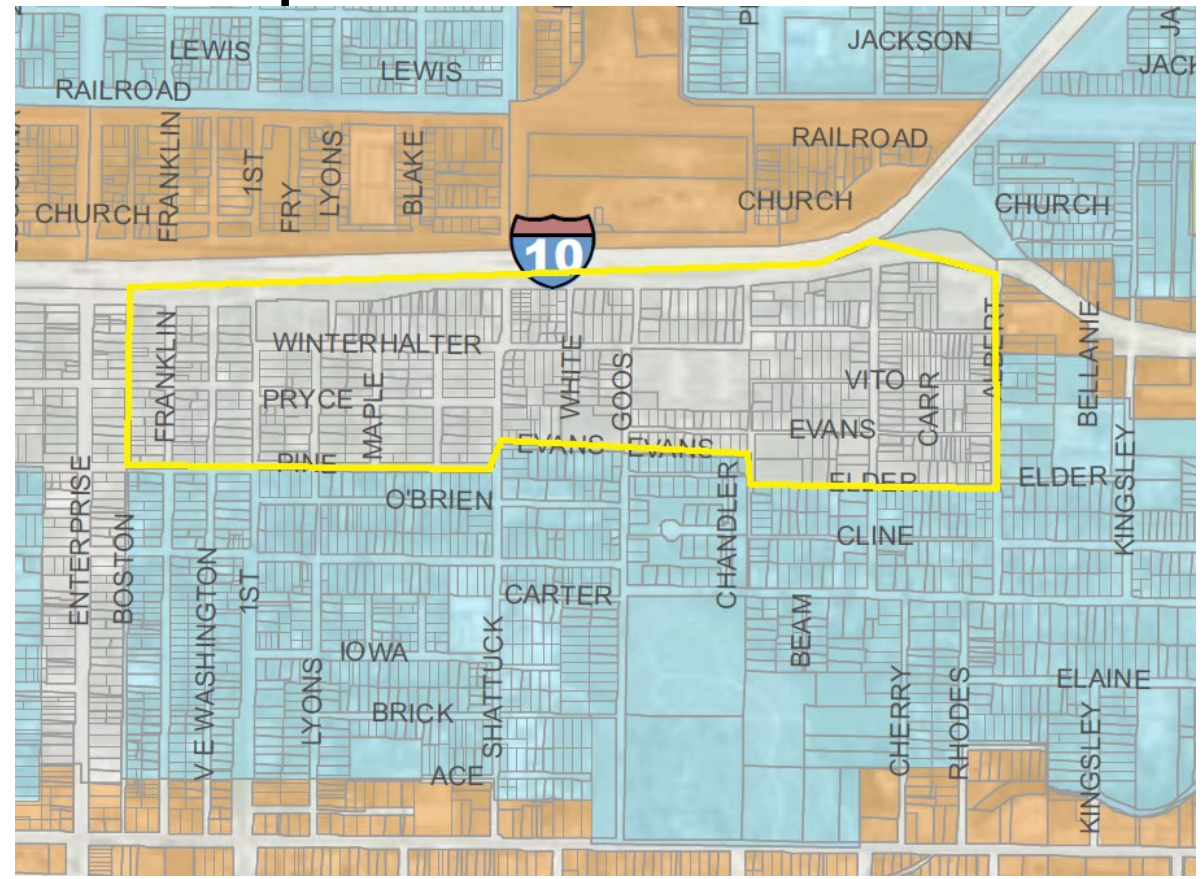 LEWIS
LEWIS
JACKSON
RAILROAD
FRANKLIN
1ST
FRY
LYONS
BLAKE
RAILROAD
CHURCH
CHURCH
CHURCH
10
WINTERHALTER
FRANKLIN
PRYCE
MAPLE
WHITE
GOOS
VITO
CARR
ALBERT
BELLANIE
EVANS
EVANS
EVANS
PINE
ELDER
ELDER
O'BRIEN
ENTERPRISE
BOSTON
CHANDLER
CLINE
KINGSLEY
V E WASHINGTON
1ST
CARTER
SHATTUCK
BEAM
IOWA
LYONS
BRICK
CHERRY
RHODES
ELAINE
KINGSLEY
ACE